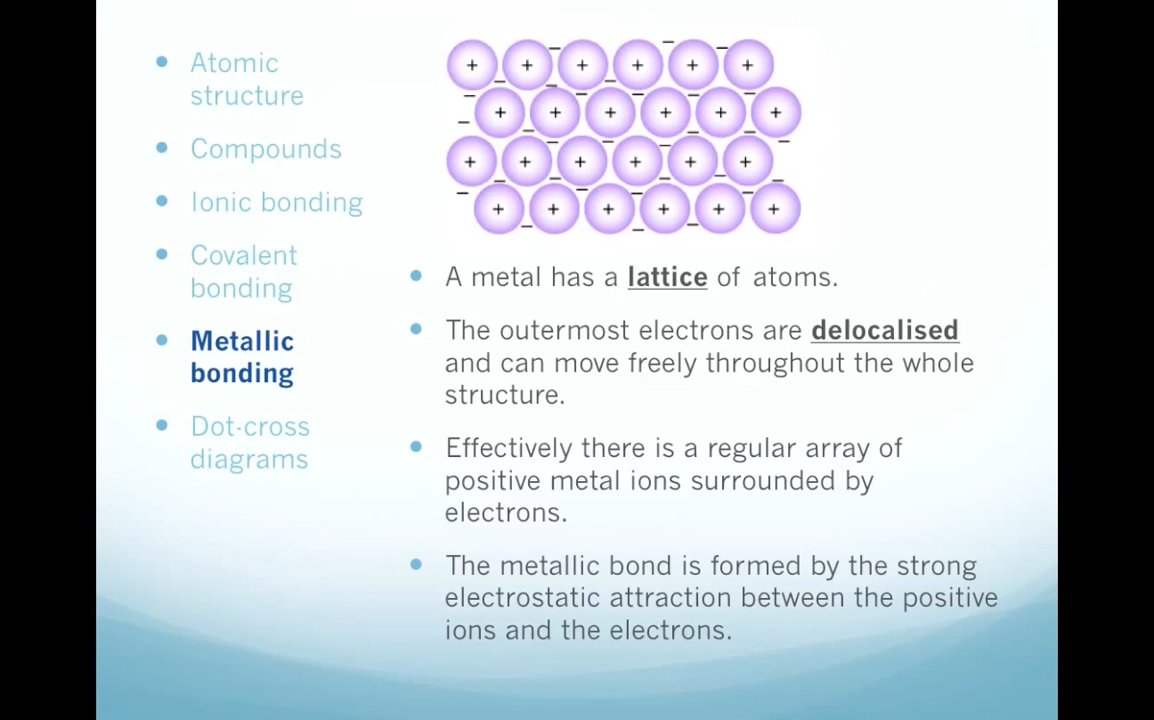 • Atomic
structure
• Compounds
• Ionic bonding
• Covalent
bonding
• Metallic
bonding
• Dot-cross
diagrams
+ + + + + +
+ + + + + +
+ + + + + +
+ + + + + +
• A metal has a lattice of atoms.
• The outermost electrons are delocalised
and can move freely throughout the whole
structure.
• Effectively there is a regular array of
positive metal ions surrounded by
electrons.
• The metallic bond is formed by the strong
electrostatic attraction between the positive
ions and the electrons.